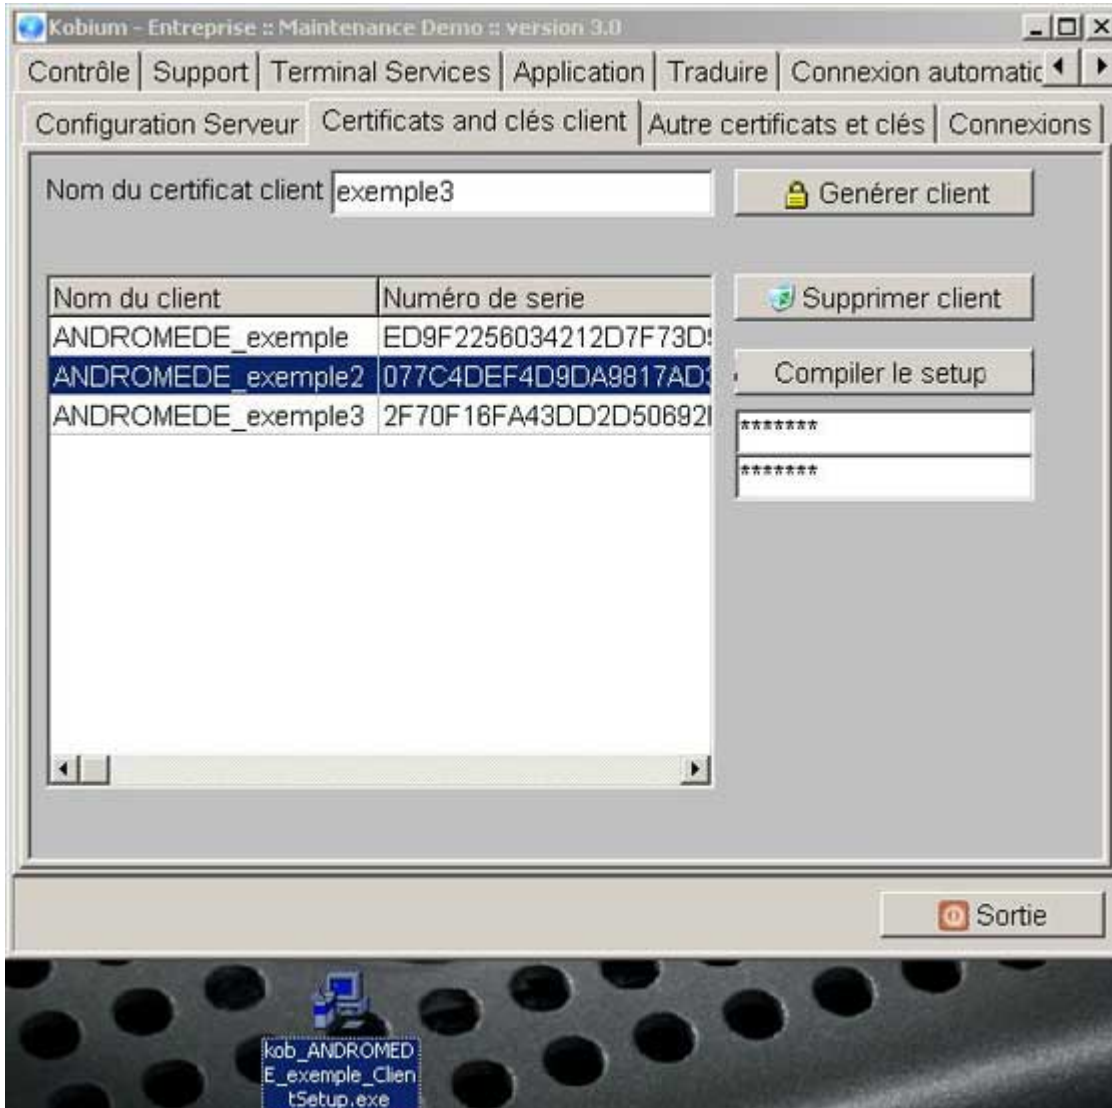 Kobium - Entreprise :: Maintenance Demo :: version 3.0
Contrôle Support Terminal Services Application Traduire Connexion automatic
Configuration Serveur Certificats and clés client Autre certificats et clés Connexions
Nom du certificat client exemple3 Genérer client
Nom du client Numéro de serie Supprimer client
ANDROMEDE_exemple ED9F2256034212D7F73D
ANDROMEDE_exemple2 077C4DEF4D9DA9817AD Compiler le setup
ANDROMEDE_exemple3 2F70F16FA43DD2D50692
*******
*******
Sortie
kob_ANDROMED
E_exemple_Clien
tSetup.exe